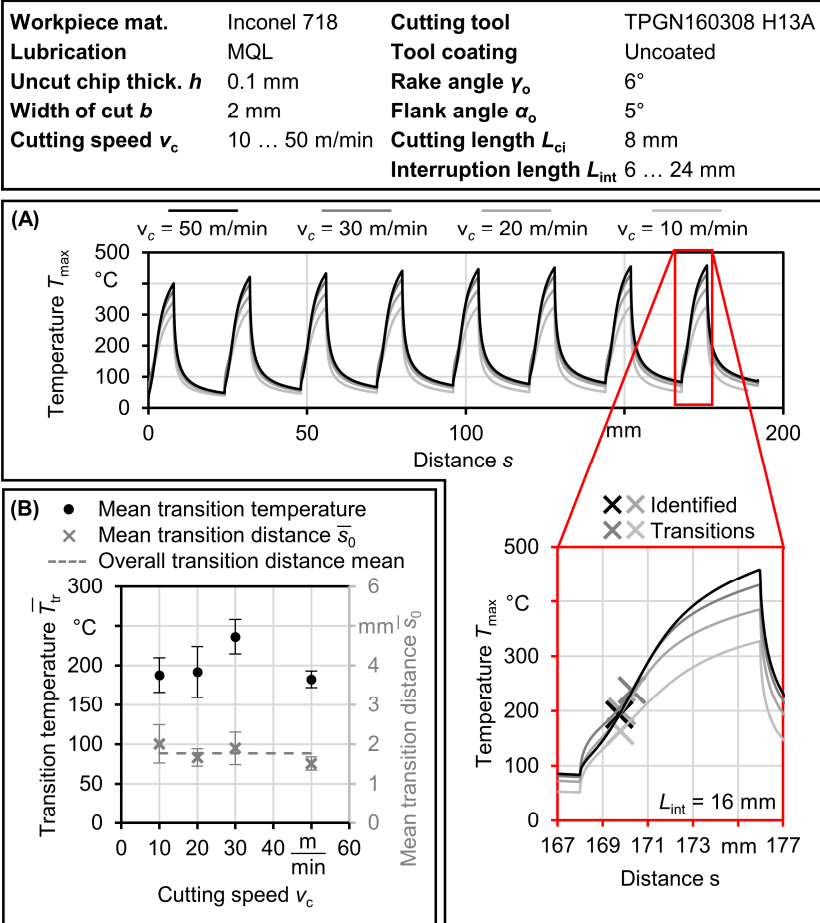 Workpiece mat. Inconel 718 Cutting tool TPGN160308 H13A
Lubrication MQL Tool coating Uncoated
Uncut chip thick. h 0.1 mm Rake angle γo 6°
Width of cut b 2 mm Flank angle αo 5°
Cutting speed vc 10 … 50 m/min Cutting length Lci 8 mm
Interruption length Lint 6 … 24 mm
(A)
vc = 50 m/min vc = 30 m/min vc = 20 m/min vc = 10 m/min
Temperature Tmax
500
°C
300
200
100
0
0 50 100 mm 200
Distance s
(B)
Mean transition temperature
Mean transition distance s̅0
Overall transition distance mean
Transition temperature T̅tr
300
°C
200
150
100
50
0
6
mm
4
3
2
1
0
Mean transition distance s0
0 10 20 30 40 m/min 60
Cutting speed vc
Identified
Transitions
Temperature Tmax
500
°C
300
200
100
0
Lint = 16 mm
167 169 171 173 mm 177
Distance s